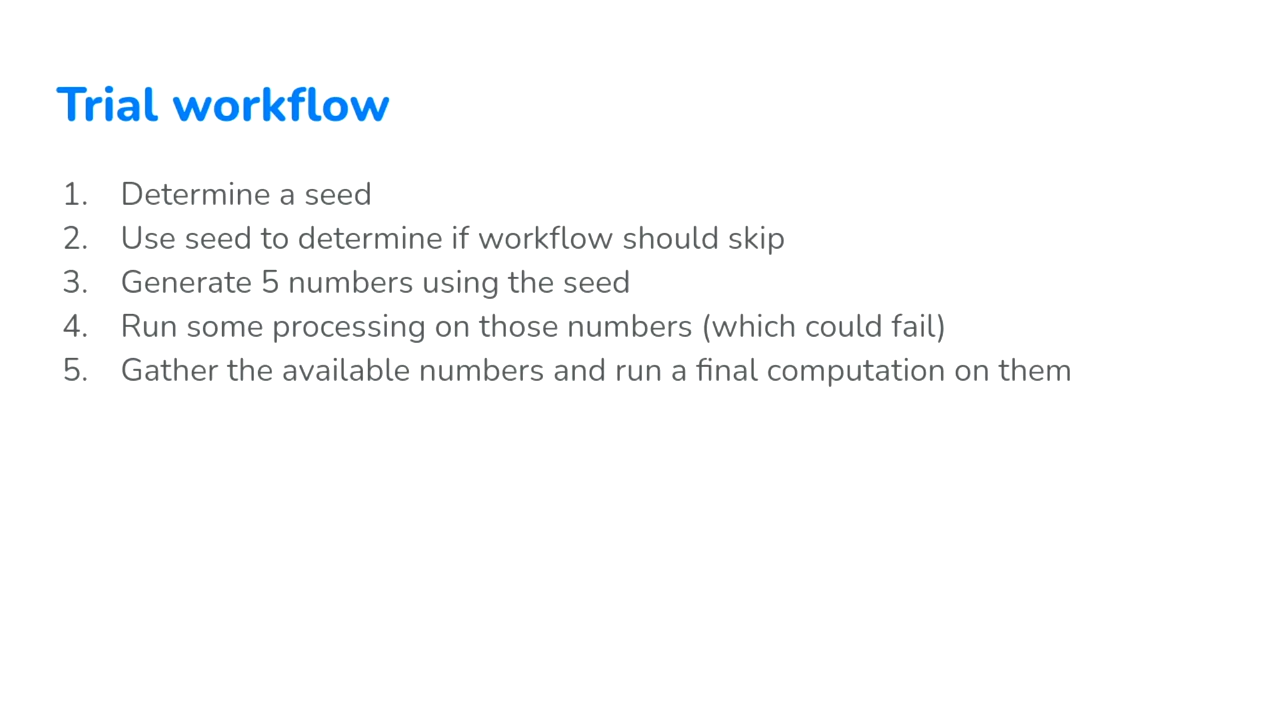 Trial workflow
1. Determine a seed
2. Use seed to determine if workflow should skip
3. Generate 5 numbers using the seed
4. Run some processing on those numbers (which could fail)
5. Gather the available numbers and run a final computation on them